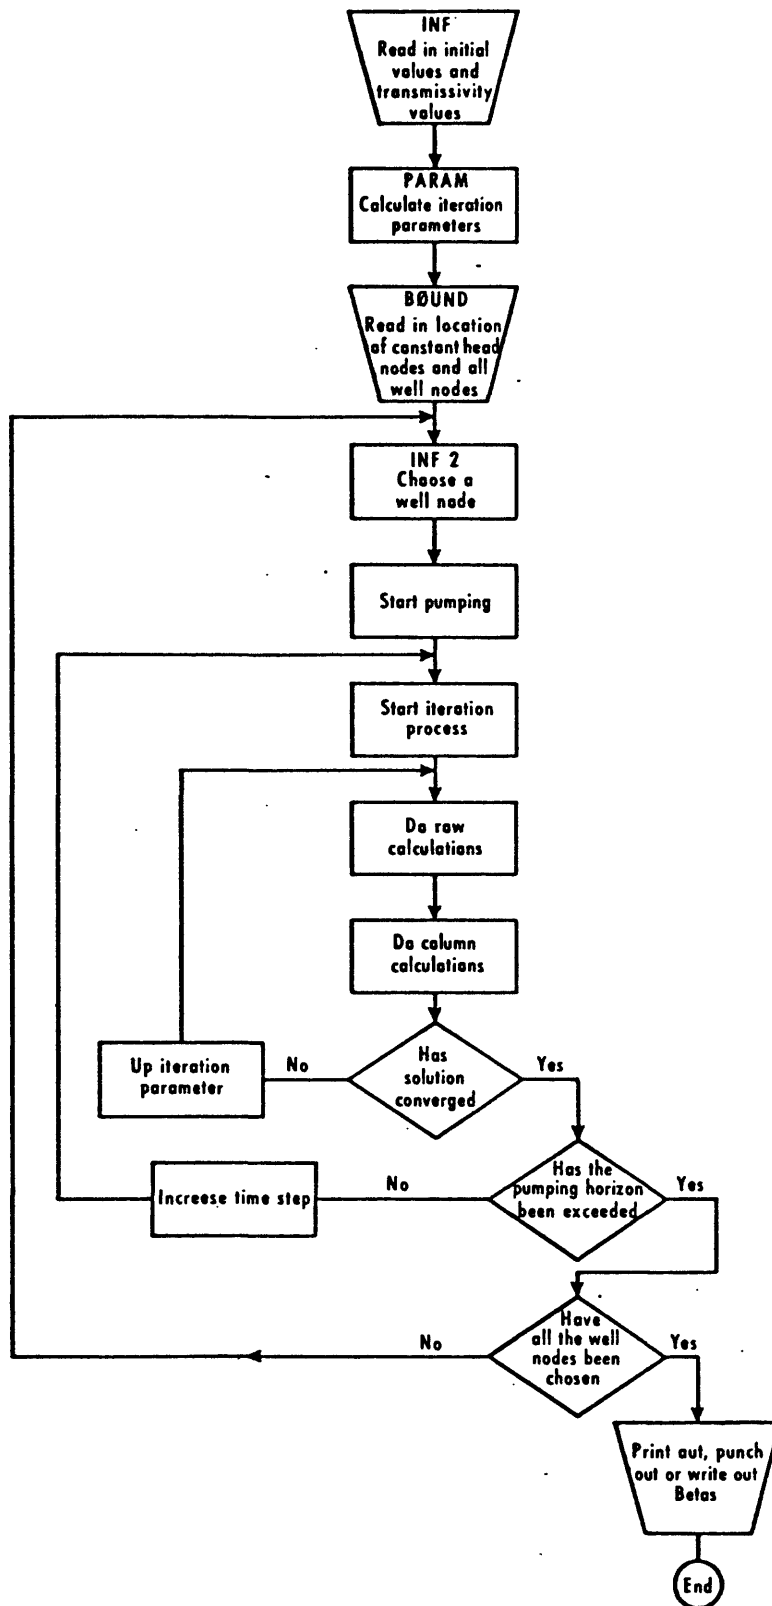 INF
Read in initial
values and
transmissivity
values
PARAM
Calculate iteration
parameters
BØUND
Read in location
of constant head
nodes and all
well nodes
INF 2
Choose a
well node
Start pumping
Start iteration
process
Do row
calculations
Do column
calculations
Up iteration
parameter
No
Has
solution
converged
Yes
Increese time step
No
Has the
pumping horizon
been exceeded
Yes
No
Have
all the well
nodes been
chosen
Yes
Print out, punch
out or write out
Betas
End